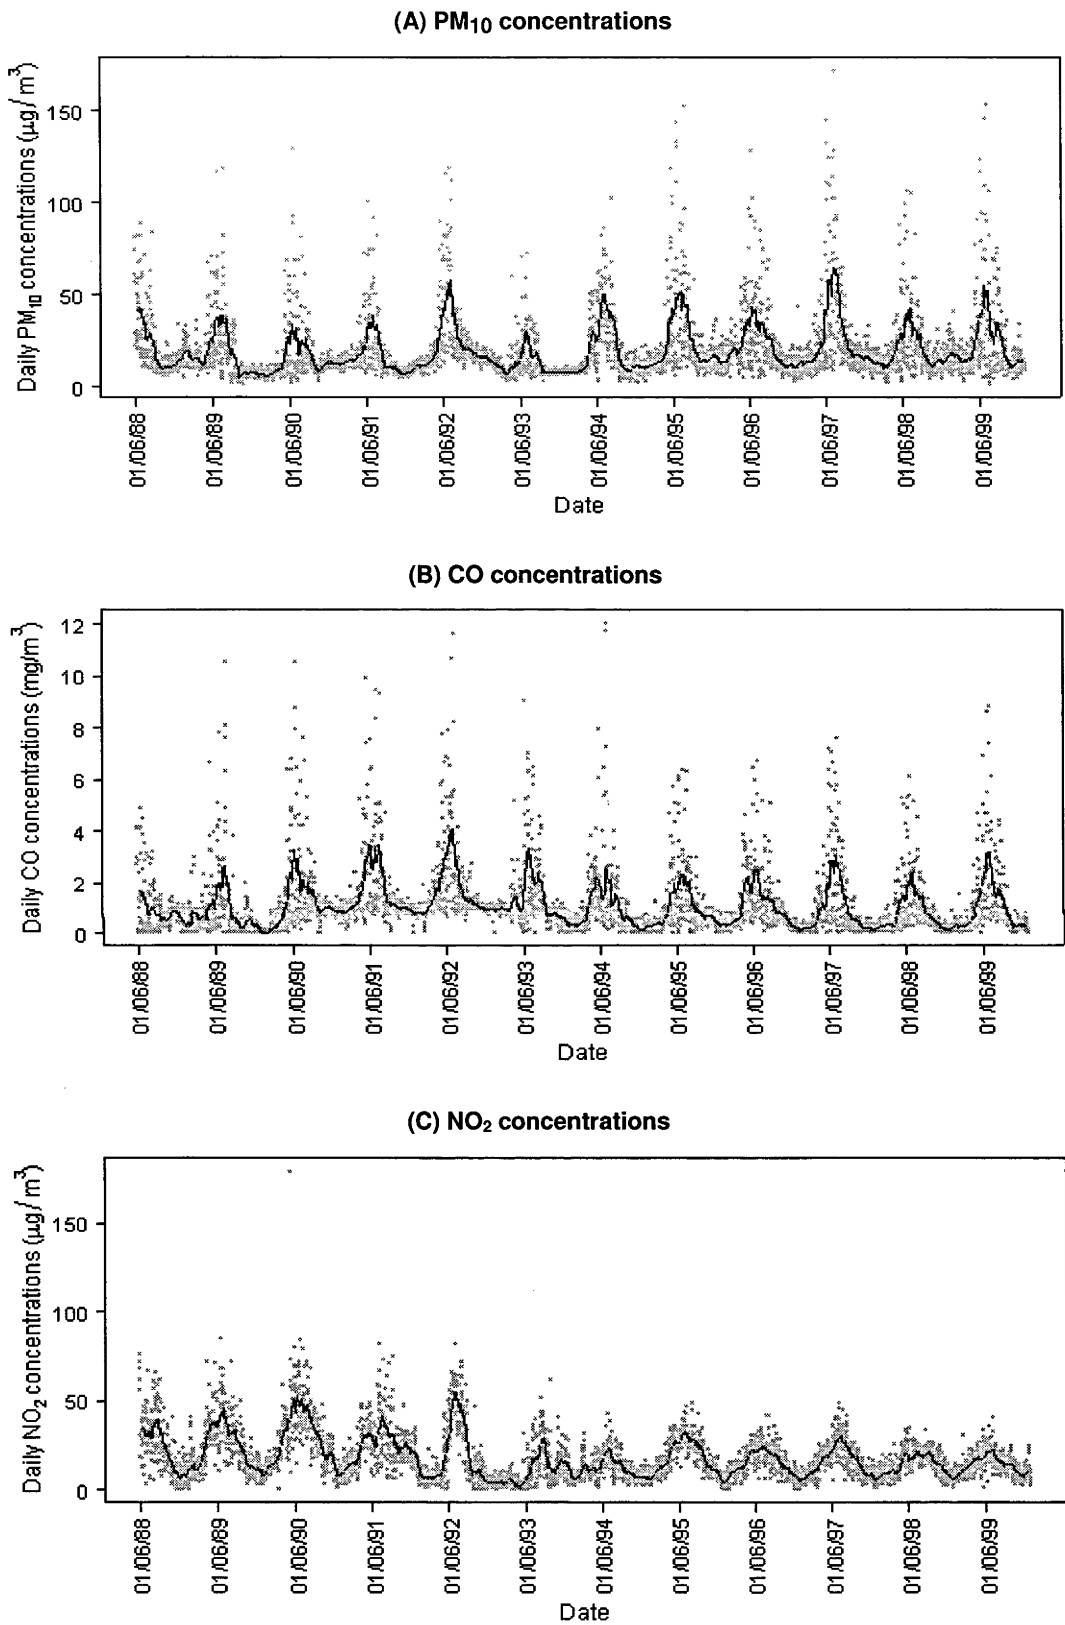 (A) PM10 concentrations
Daily PM10 concentrations (µg/ m3)
150
100
50
0
01/06/88 01/06/89 01/06/90 01/06/91 01/06/92 01/06/93 01/06/94 01/06/95 01/06/96 01/06/97 01/06/98 01/06/99
Date
(B) CO concentrations
Daily CO concentrations (mg/m3)
12
10
8
6
4
2
0
01/06/88 01/06/89 01/06/90 01/06/91 01/06/92 01/06/93 01/06/94 01/06/95 01/06/96 01/06/97 01/06/98 01/06/99
Date
(C) NO2 concentrations
Daily NO2 concentrations (µg/ m3)
150
100
50
0
01/06/88 01/06/89 01/06/90 01/06/91 01/06/92 01/06/93 01/06/94 01/06/95 01/06/96 01/06/97 01/06/98 01/06/99
Date